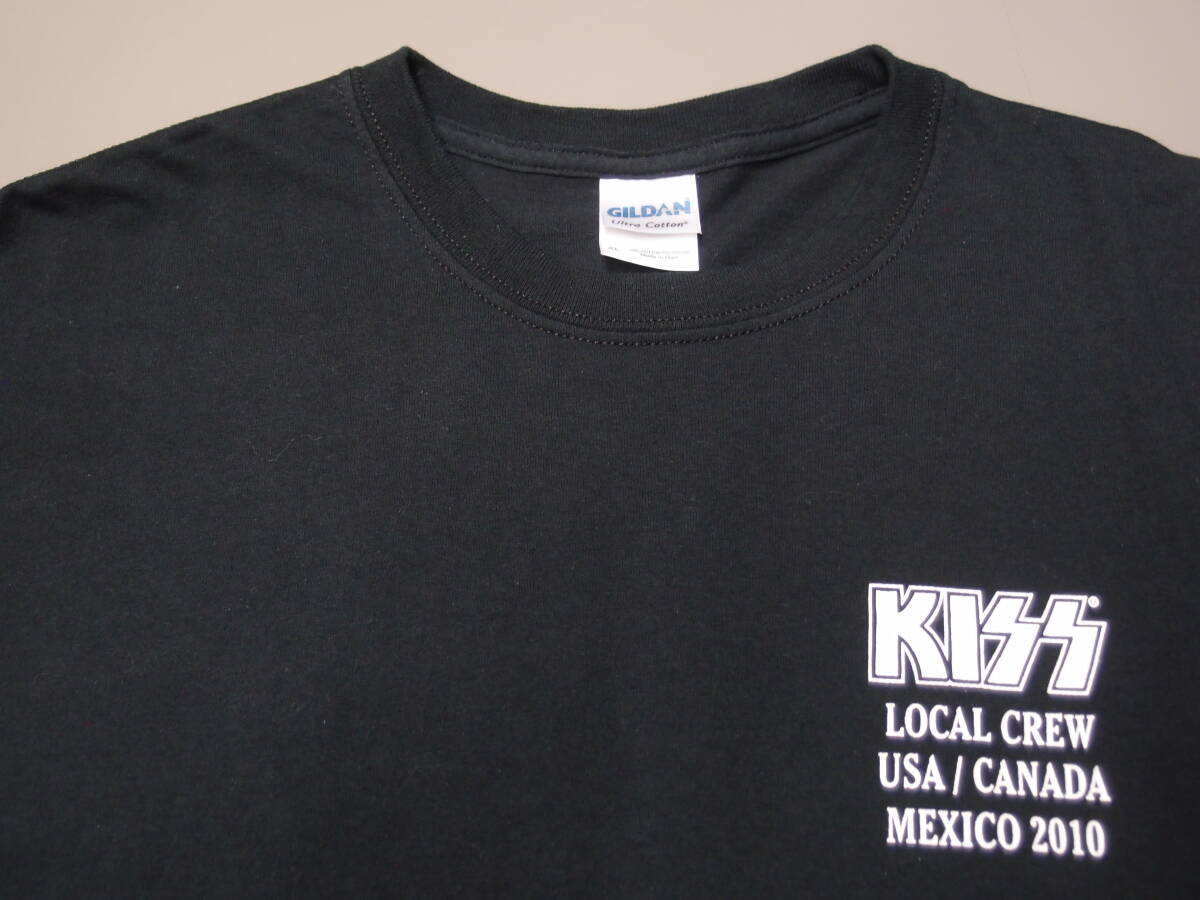 GILDAN
Ultra Cotton®
KISS®
LOCAL CREW
USA / CANADA
MEXICO 2010